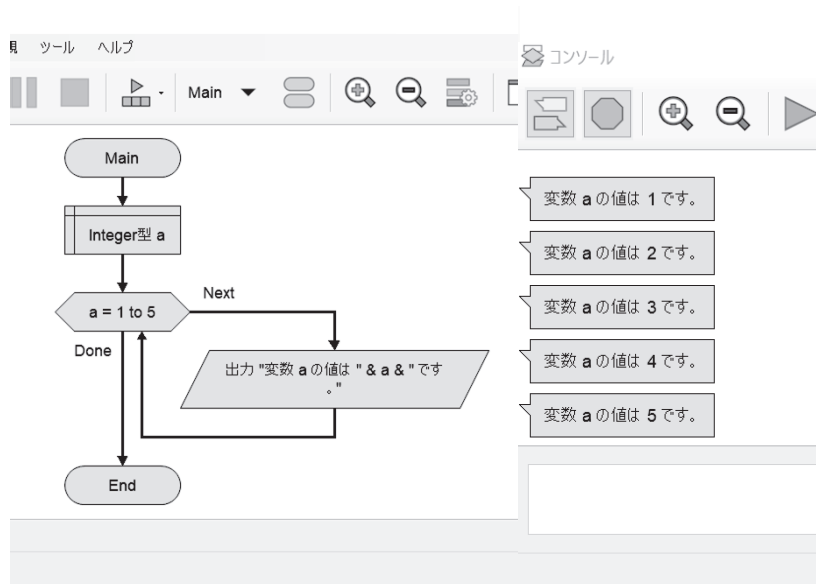 ツール ヘルプ
Main
Main
Integer型 a
a = 1 to 5
Next
Done
出力 "変数 a の値は " & a & " です
。"
End
コンソール
変数 a の値は 1 です。
変数 a の値は 2 です。
変数 a の値は 3 です。
変数 a の値は 4 です。
変数 a の値は 5 です。